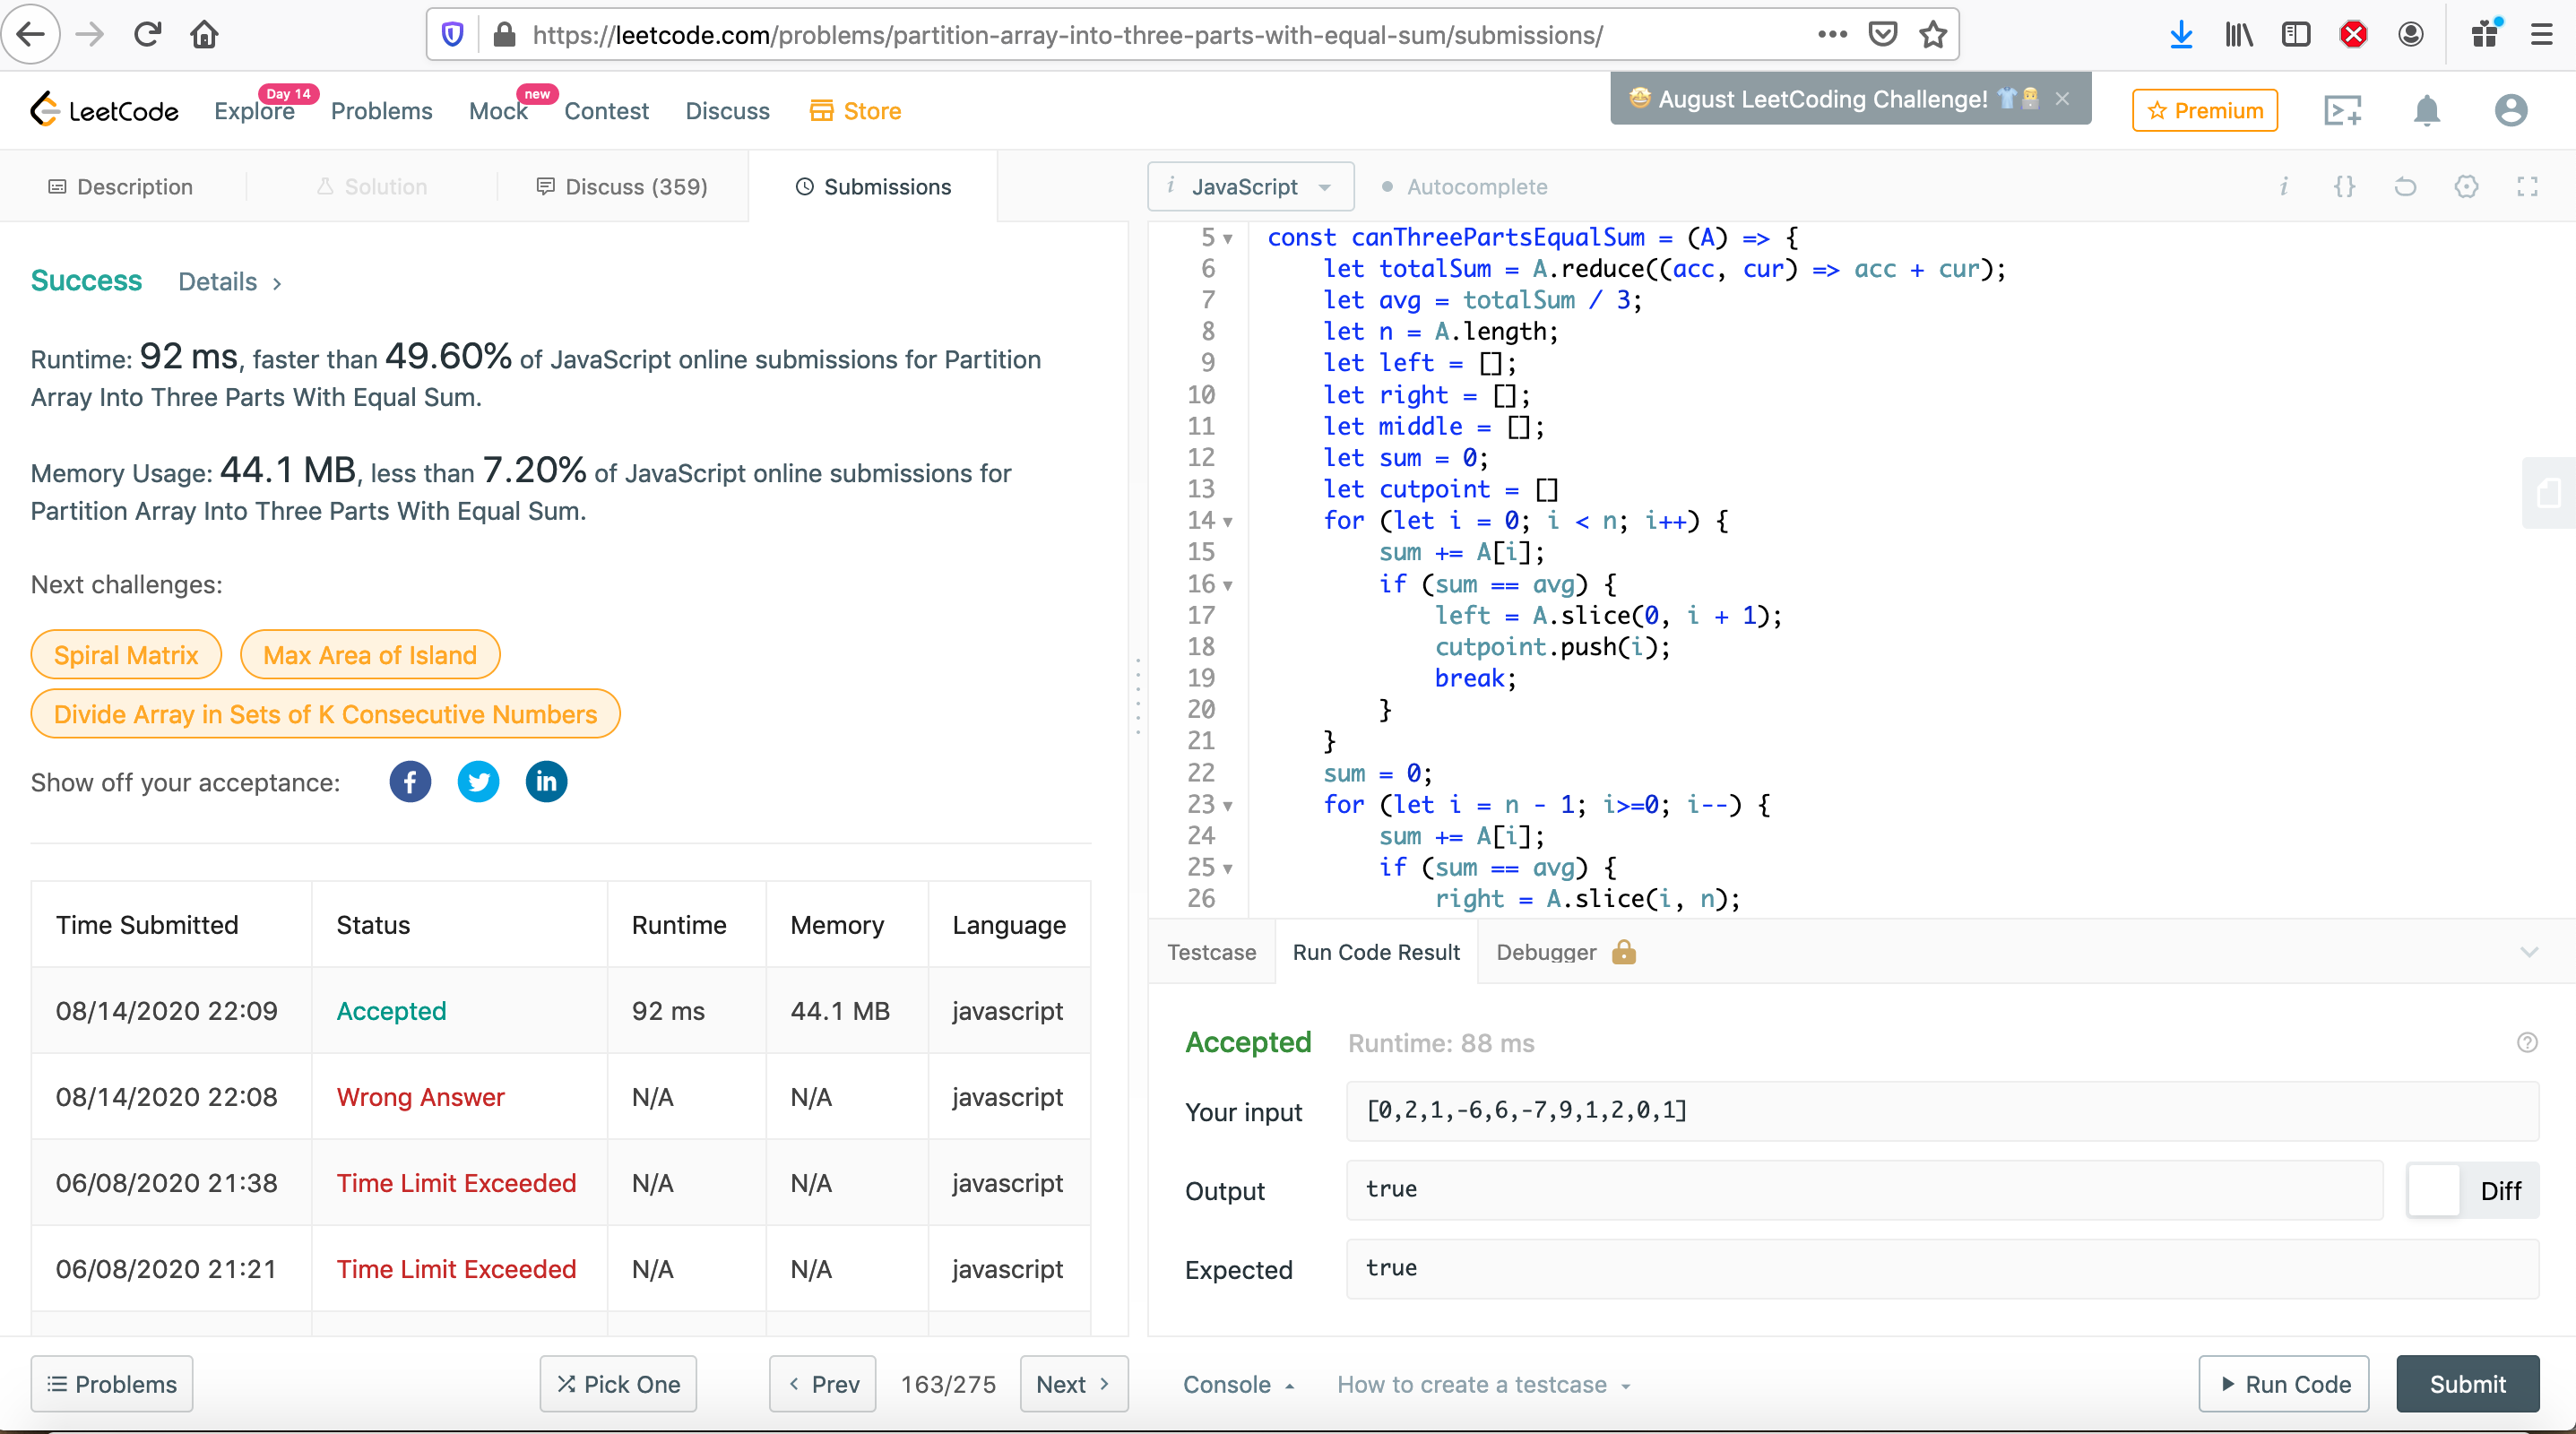 https://leetcode.com/problems/partition-array-into-three-parts-with-equal-sum/submissions/
LeetCode
Explore
Day 14
Problems
Mock
new
Contest
Discuss
Store
August LeetCoding Challenge!
Premium
Description
Solution
Discuss (359)
Submissions
i JavaScript
Autocomplete
i {}
Success
Details >
Runtime: 92 ms, faster than 49.60% of JavaScript online submissions for Partition
Array Into Three Parts With Equal Sum.
Memory Usage: 44.1 MB, less than 7.20% of JavaScript online submissions for
Partition Array Into Three Parts With Equal Sum.
Next challenges:
Spiral Matrix
Max Area of Island
Divide Array in Sets of K Consecutive Numbers
Show off your acceptance:
Time Submitted Status Runtime Memory Language
08/14/2020 22:09 Accepted 92 ms 44.1 MB javascript
08/14/2020 22:08 Wrong Answer N/A N/A javascript
06/08/2020 21:38 Time Limit Exceeded N/A N/A javascript
06/08/2020 21:21 Time Limit Exceeded N/A N/A javascript
5 const canThreePartsEqualSum = (A) => {
6 let totalSum = A.reduce((acc, cur) => acc + cur);
7 let avg = totalSum / 3;
8 let n = A.length;
9 let left = [];
10 let right = [];
11 let middle = [];
12 let sum = 0;
13 let cutpoint = []
14 for (let i = 0; i < n; i++) {
15 sum += A[i];
16 if (sum == avg) {
17 left = A.slice(0, i + 1);
18 cutpoint.push(i);
19 break;
20 }
21 }
22 sum = 0;
23 for (let i = n - 1; i>=0; i--) {
24 sum += A[i];
25 if (sum == avg) {
26 right = A.slice(i, n);
Testcase
Run Code Result
Debugger
Accepted
Runtime: 88 ms
Your input
[0,2,1,-6,6,-7,9,1,2,0,1]
Output
true
Diff
Expected
true
Problems
Pick One
< Prev
163/275
Next >
Console
How to create a testcase
Run Code
Submit